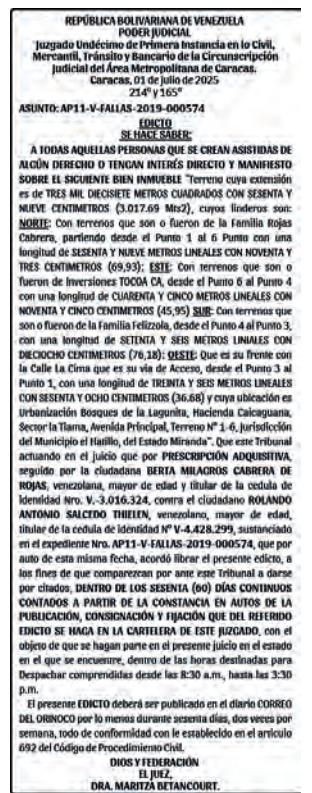 REPÚBLICA BOLIVARIANA DE VENEZUELA
PODER JUDICIAL
Juzgado Undécimo de Primera Instancia en lo Civil,
Mercantil, Tránsito y Bancario de la Circunscripción
Judicial del Área Metropolitana de Caracas.
Caracas, 01 de julio de 2025
214º y 165º
ASUNTO: AP11-V-FALLAS-2019-000574
EDICTO
SE HACE SABER:
A TODAS AQUELLAS PERSONAS QUE SE CREAN ASISTIDAS DE
ALGÚN DERECHO O TENGAN INTERÉS DIRECTO Y MANIFIESTO
SOBRE EL SIGUIENTE BIEN INMUEBLE "Terreno cuya extensión
es de TRES MIL DIECISIETE METROS CUADRADOS CON SESENTA Y
NUEVE CENTIMETROS (3.017.69 Mts2), cuyos linderos son:
NORTE: Con terrenos que son o fueron de la Familia Rojas
Cabrera, partiendo desde el Punto 1 al 6 Punto con una
longitud de SESENTA Y NUEVE METROS LINEALES CON NOVENTA Y
TRES CENTIMETROS (69,93); ESTE: Con terrenos que son o
fueron de Inversiones TOCOA CA, desde el Punto 6 al Punto 4
con una longitud de CUARENTA Y CINCO METROS LINEALES CON
NOVENTA Y CINCO CENTIMETROS (45,95) SUR: Con terrenos que
son o fueron de la Familia Felizzola, desde el Punto 4 al Punto 3,
con una longitud de SETENTA Y SEIS METROS LINIALES CON
DIECIOCHO CENTIMETROS (76,18); OESTE: Que es su frente con
la Calle La Cima que es su via de Acceso, desde el Punto 3 al
Punto 1, con una longitud de TREINTA Y SEIS METROS LINEALES
CON SESENTA Y OCHO CENTIMETROS (36.68) y cuya ubicación es
Urbanización Bosques de la Lagunita, Hacienda Caicaguana,
Sector la Tiama, Avenida Principal, Terreno N° 1-6, Jurisdicción
del Municipio el Hatillo, del Estado Miranda". Que este Tribunal
actuando en el juicio que por PRESCRIPCIÓN ADQUISITIVA,
seguido por la ciudadana BERTA MILAGROS CABRERA DE
ROJAS, venezolana, mayor de edad y titular de la cedula de
Identidad Nro. V.-3.016.324, contra el ciudadano ROLANDO
ANTONIO SALCEDO THIELEN, venezolano, mayor de edad,
titular de la cedula de identidad N° V-4.428.299, sustanciado
en el expediente Nro. AP11-V-FALLAS-2019-000574, que por
auto de esta misma fecha, acordó librar el presente edicto, a
los fines de que comparezcan por ante este Tribunal a darse
por citados, DENTRO DE LOS SESENTA (60) DÍAS CONTINUOS
CONTADOS A PARTIR DE LA CONSTANCIA EN AUTOS DE LA
PUBLICACIÓN, CONSIGNACIÓN Y FIJACIÓN QUE DEL REFERIDO
EDICTO SE HAGA EN LA CARTELERA DE ESTE JUZGADO, con el
objeto de que se hagan parte en el presente juicio en el estado
en el que se encuentre, dentro de las horas destinadas para
Despachar comprendidas desde las 8:30 a.m., hasta las 3:30
p.m.
El presente EDICTO deberá ser publicado en el diario CORREO
DEL ORINOCO por lo menos durante sesenta días, dos veces por
semana, todo de conformidad con lo establecido en el articulo
692 del Código de Procedimiento Civil.
DIOS Y FEDERACIÓN
EL JUEZ,
DRA. MARITZA BETANCOURT.